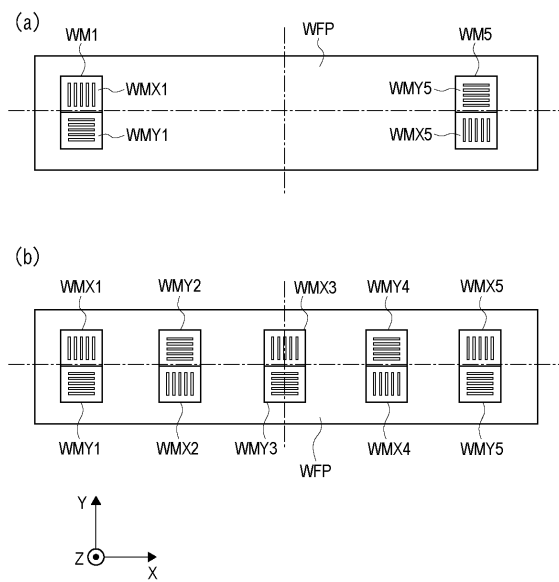 (a)
WM1 WFP WM5
WMX1 WMY5
WMY1 WMX5
(b)
WMX1 WMY2 WMX3 WMY4 WMX5
WMY1 WMX2 WMY3 WMX4 WMY5
WFP
Y
Z
X